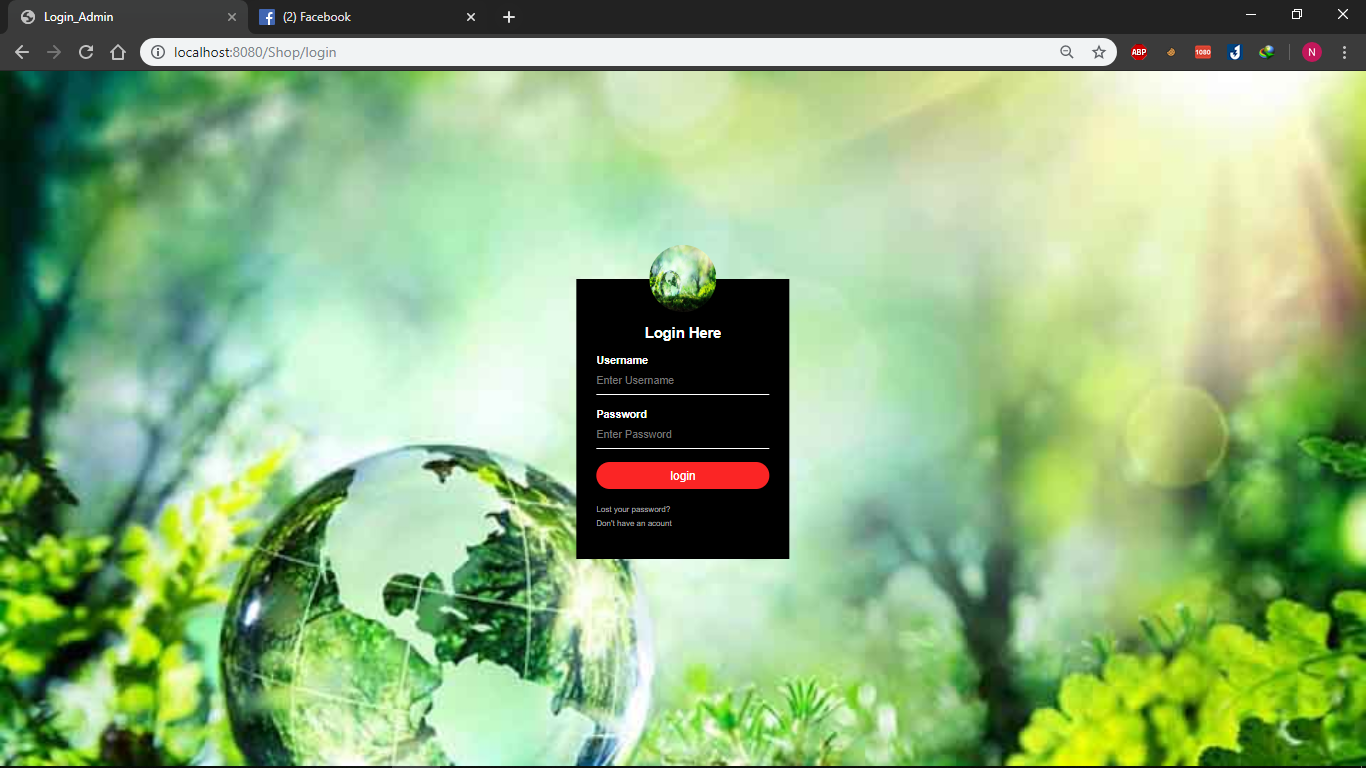 Login_Admin
(2) Facebook
localhost:8080/Shop/login
ABP
1080
N
Login Here
Username
Enter Username
Password
Enter Password
login
Lost your password?
Don't have an acount